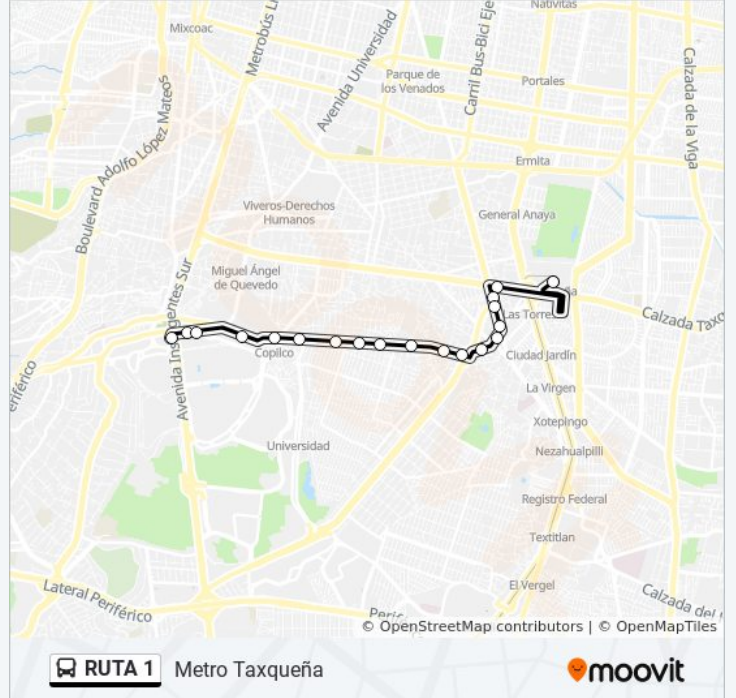 Nativitas
Mixcoac
Metrobús Lí
Avenida Universidad
Carril Bus-Bici Eje
Calzada de la Viga
Parque de
los Venados
Portales
Boulevard Adolfo López Mateos
Ermita
Viveros-Derechos
Humanos
General Anaya
Miguel Ángel
de Quevedo
Avenida Insurgentes Sur
Las Torres
Calzada Taxq
Copilco
Ciudad Jardín
eriférico
La Virgen
Xotepingo
Universidad
Nezahualpilli
Registro Federal
Textitlan
El Vergel
Lateral Periférico
Calzada del
© OpenStreetMap contributors | © OpenMapTiles
RUTA 1
Metro Taxqueña
moovit